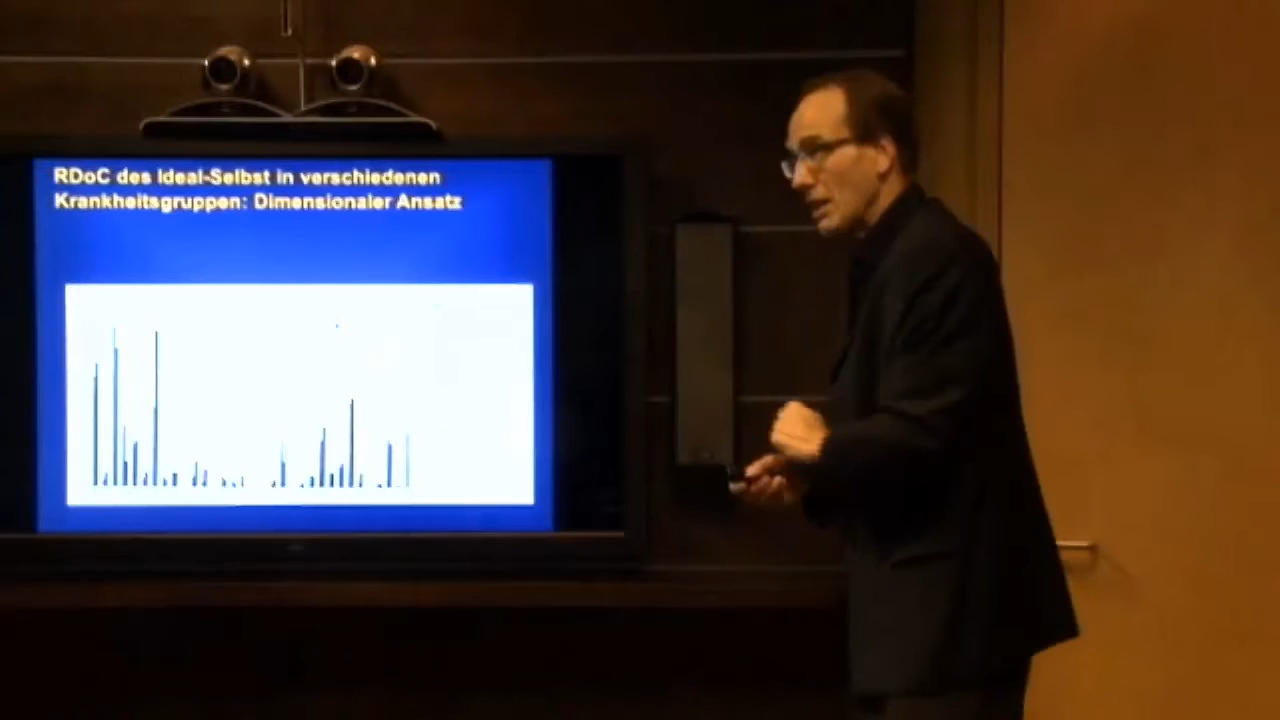 RDoC des Ideal-Selbst in verschiedenen
Krankheitsgruppen: Dimensionaler Ansatz